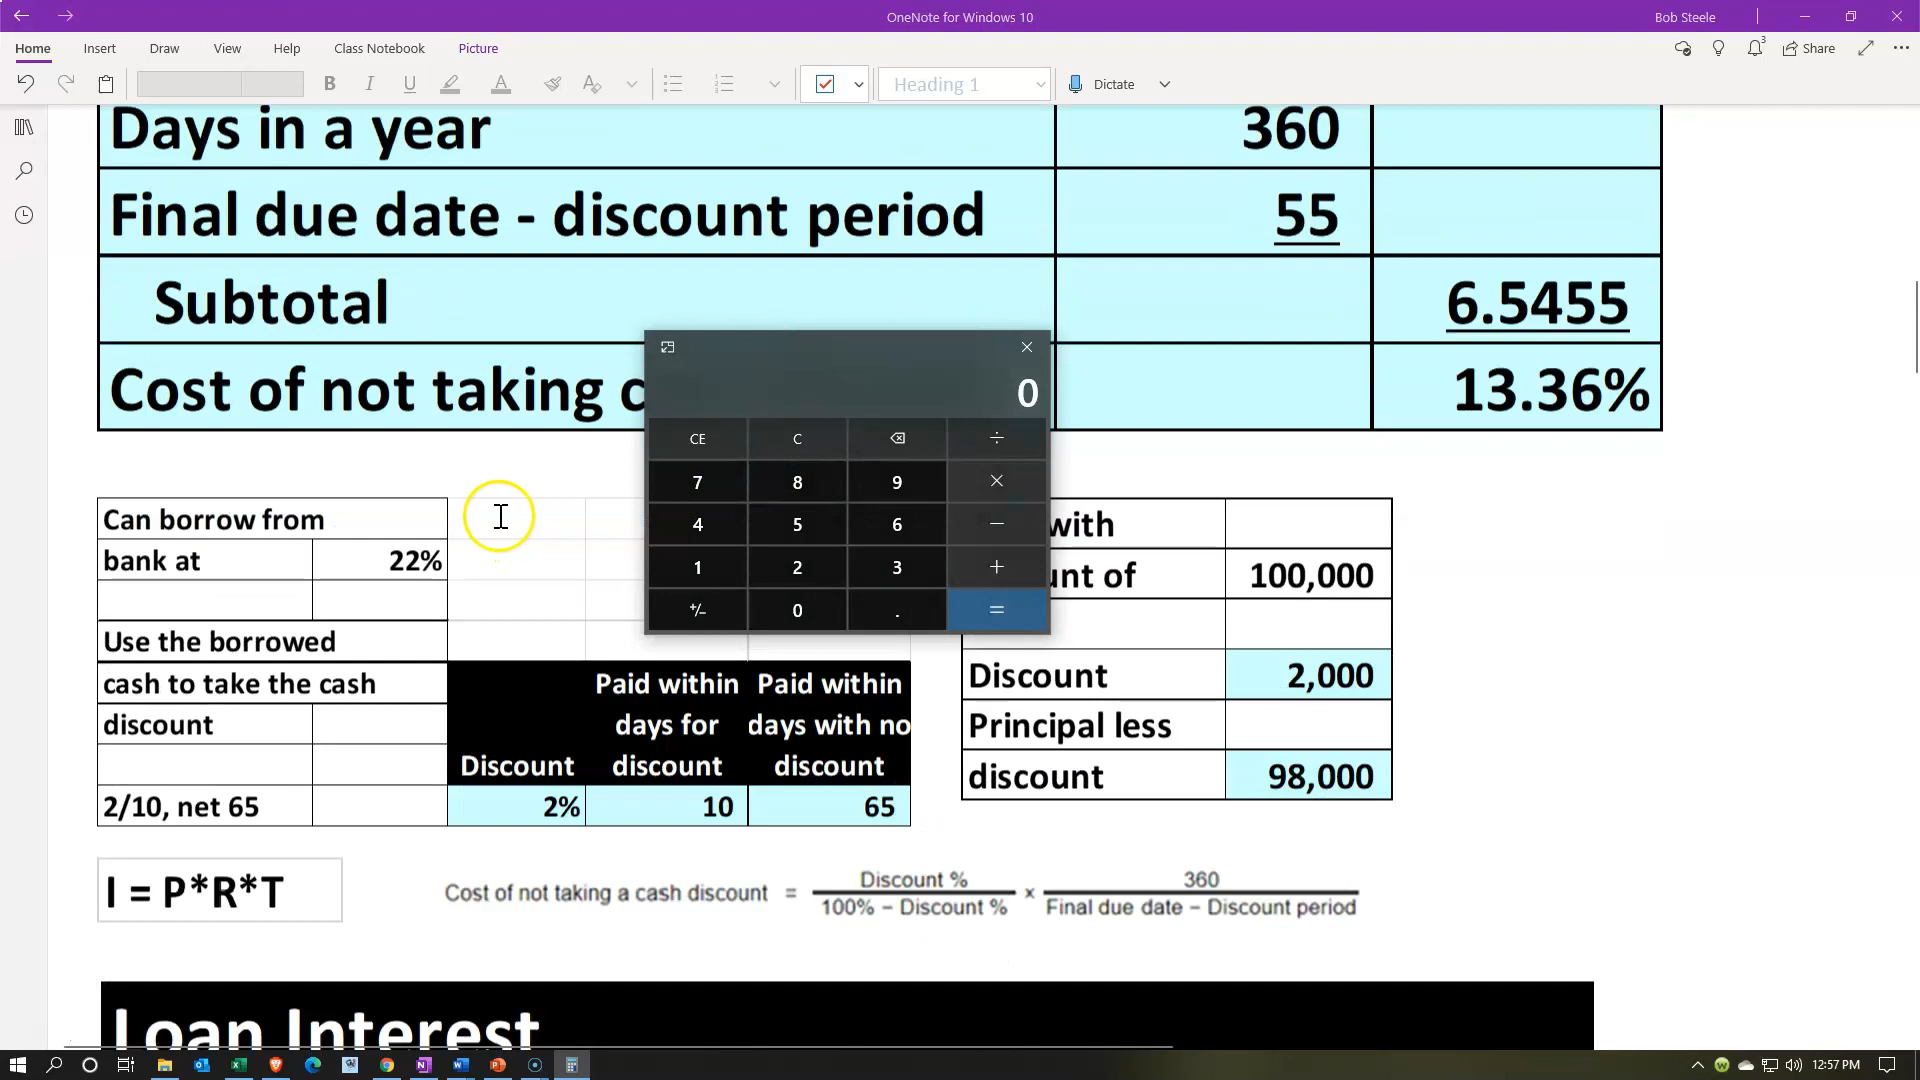 OneNote for Windows 10
Bob Steele
Home Insert Draw View Help Class Notebook Picture
3
Share
B I U A A Heading 1 Dictate
Days in a year 360
Final due date - discount period 55
Subtotal 6.5455
Cost of not taking 13.36%
0
CE C ÷
7 8 9 ×
4 5 6 −
1 2 3 +
+/− 0 . =
Can borrow from
bank at 22%
Use the borrowed
cash to take the cash
discount
Discount
Paid within
days for
discount
Paid within
days with no
discount
2/10, net 65 2% 10 65
with
100,000
Discount 2,000
Principal less
discount 98,000
I = P*R*T
Cost of not taking a cash discount = Discount % / 100% − Discount % × 360 / Final due date − Discount period
Loan Interest
12:57 PM